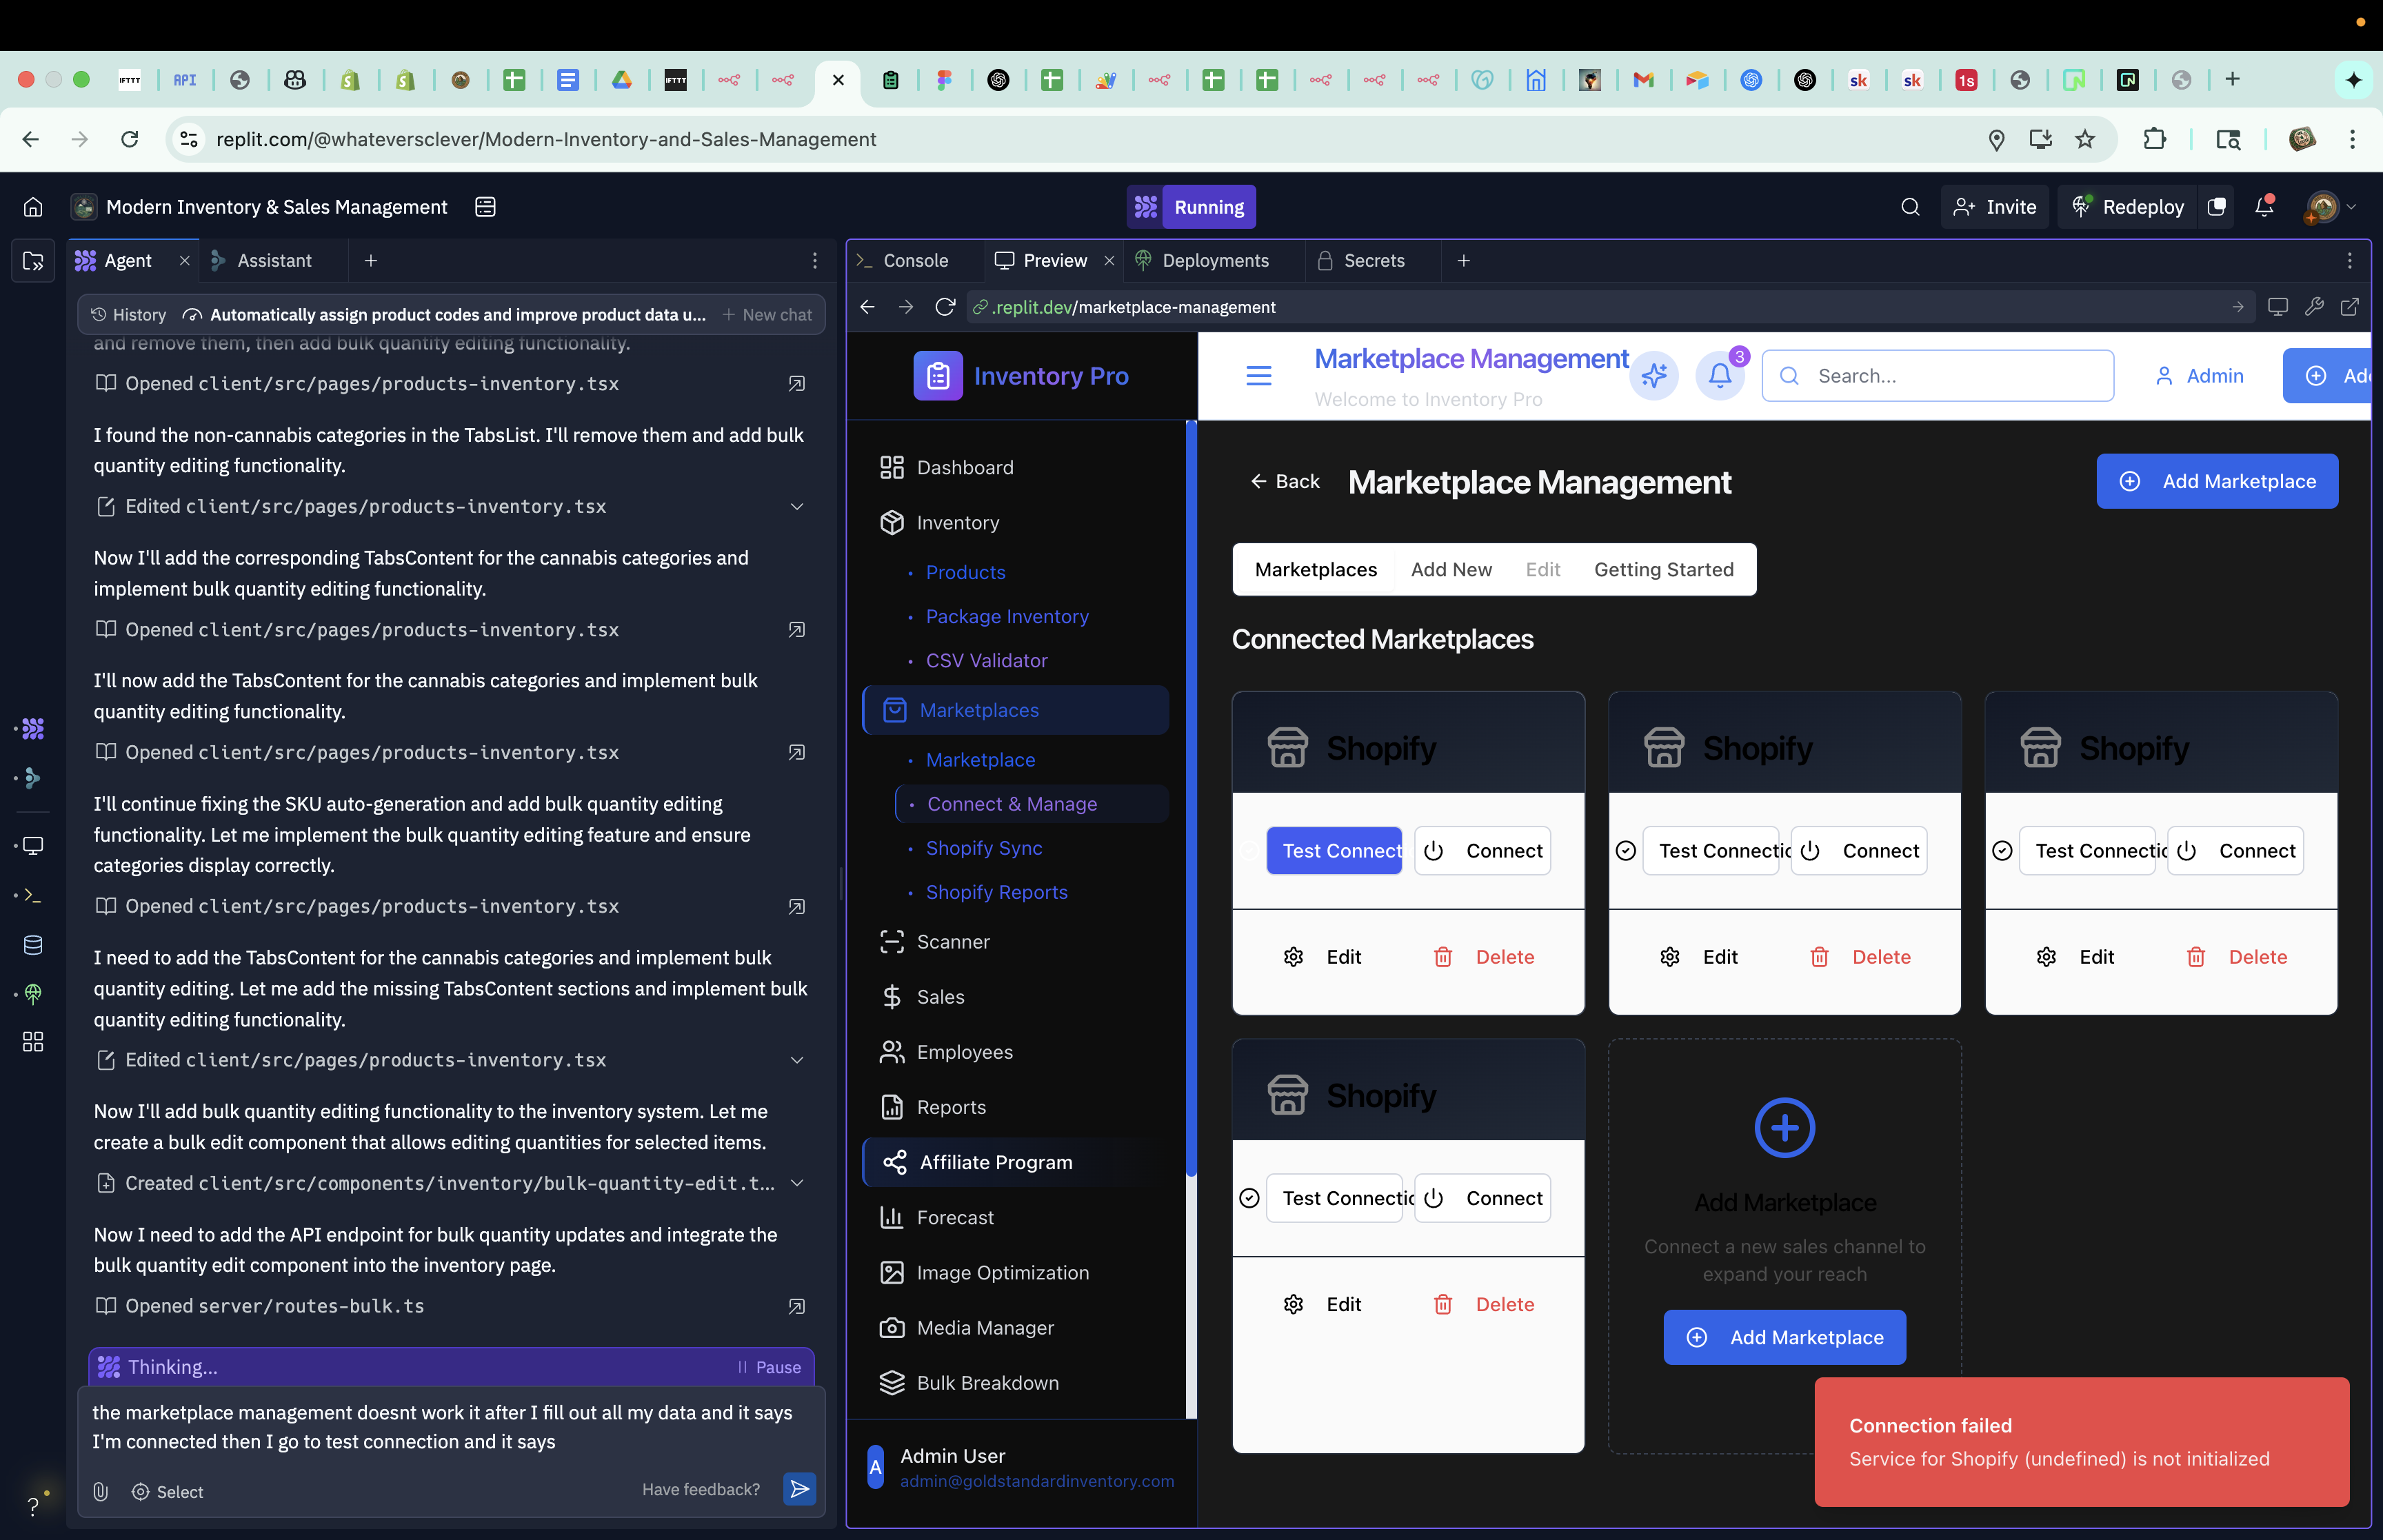 IFTTT
API
IFTTT
sk
sk
1s
replit.com/@whateversclever/Modern-Inventory-and-Sales-Management
Modern Inventory & Sales Management
Running
Invite
Redeploy
Agent
Assistant
Console
Preview
Deployments
Secrets
History
Automatically assign product codes and improve product data u...
New chat
.replit.dev/marketplace-management
and remove them, then add bulk quantity editing functionality.
Opened client/src/pages/products-inventory.tsx
I found the non-cannabis categories in the TabsList. I'll remove them and add bulk
quantity editing functionality.
Edited client/src/pages/products-inventory.tsx
Now I'll add the corresponding TabsContent for the cannabis categories and
implement bulk quantity editing functionality.
Opened client/src/pages/products-inventory.tsx
I'll now add the TabsContent for the cannabis categories and implement bulk
quantity editing functionality.
Opened client/src/pages/products-inventory.tsx
I'll continue fixing the SKU auto-generation and add bulk quantity editing
functionality. Let me implement the bulk quantity editing feature and ensure
categories display correctly.
Opened client/src/pages/products-inventory.tsx
I need to add the TabsContent for the cannabis categories and implement bulk
quantity editing. Let me add the missing TabsContent sections and implement bulk
quantity editing functionality.
Edited client/src/pages/products-inventory.tsx
Now I'll add bulk quantity editing functionality to the inventory system. Let me
create a bulk edit component that allows editing quantities for selected items.
Created client/src/components/inventory/bulk-quantity-edit.t...
Now I need to add the API endpoint for bulk quantity updates and integrate the
bulk quantity edit component into the inventory page.
Opened server/routes-bulk.ts
Thinking...
Pause
the marketplace management doesnt work it after I fill out all my data and it says
I'm connected then I go to test connection and it says
Select
Have feedback?
?
Inventory Pro
Dashboard
Inventory
Products
Package Inventory
CSV Validator
Marketplaces
Marketplace
Connect & Manage
Shopify Sync
Shopify Reports
Scanner
Sales
Employees
Reports
Affiliate Program
Forecast
Image Optimization
Media Manager
Bulk Breakdown
A
Admin User
admin@goldstandardinventory.com
Marketplace Management
Welcome to Inventory Pro
3
Search...
Admin
Add
Back
Marketplace Management
Add Marketplace
Marketplaces
Add New
Edit
Getting Started
Connected Marketplaces
Shopify
Shopify
Shopify
Test Connect
Connect
Test Connectio
Connect
Test Connectio
Connect
Edit
Delete
Edit
Delete
Edit
Delete
Shopify
Test Connectio
Connect
Edit
Delete
Add Marketplace
Connect a new sales channel to
expand your reach
Add Marketplace
Connection failed
Service for Shopify (undefined) is not initialized